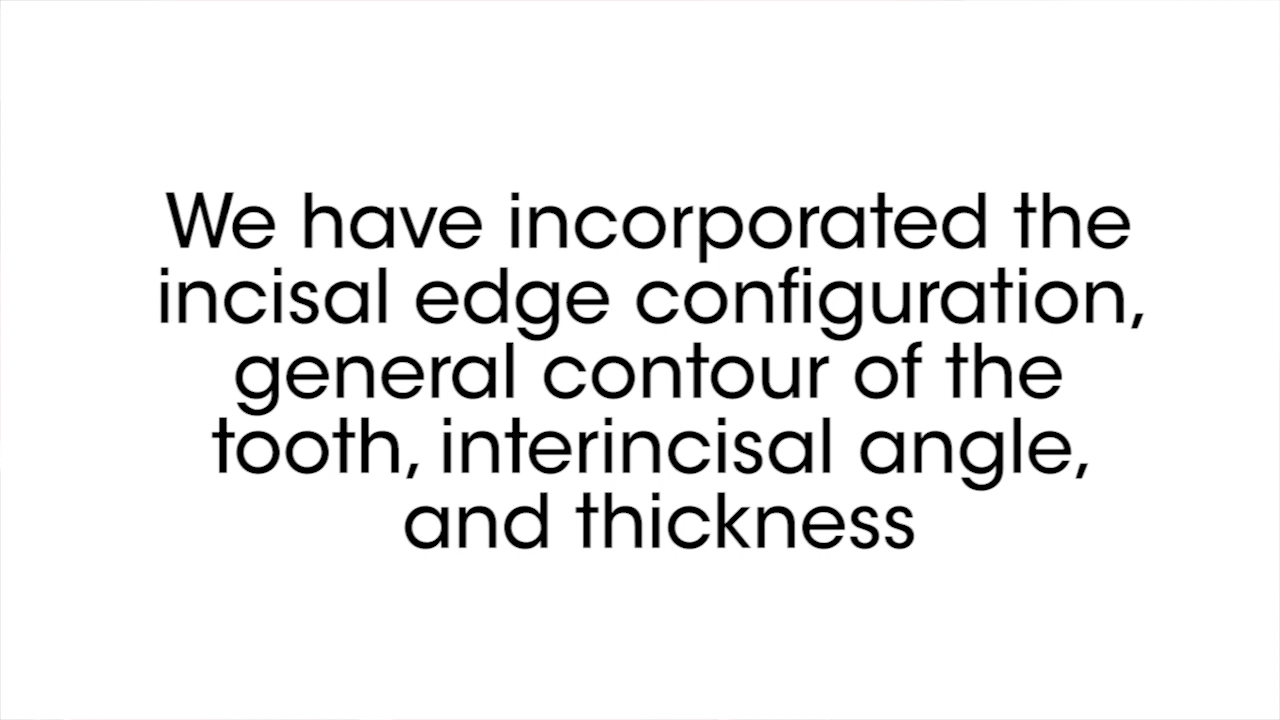 We have incorporated the
incisal edge configuration,
general contour of the
tooth, interincisal angle,
and thickness